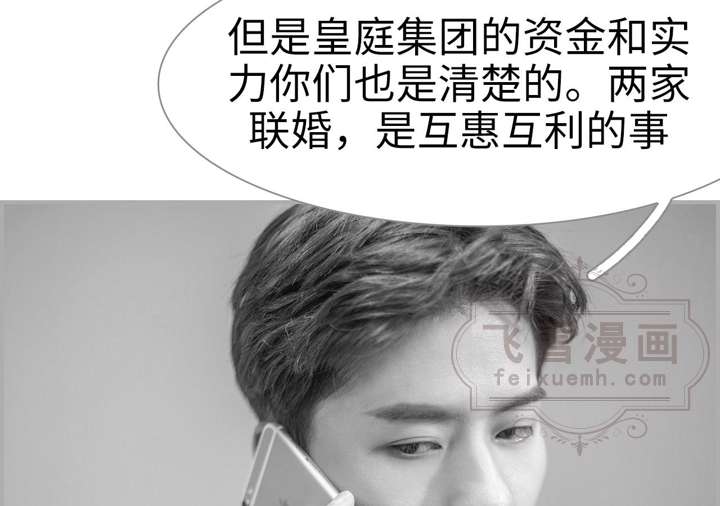 但是皇庭集团的资金和实
力你们也是清楚的。两家
联婚，是互惠互利的事
飞雪漫画
feixuemh.com